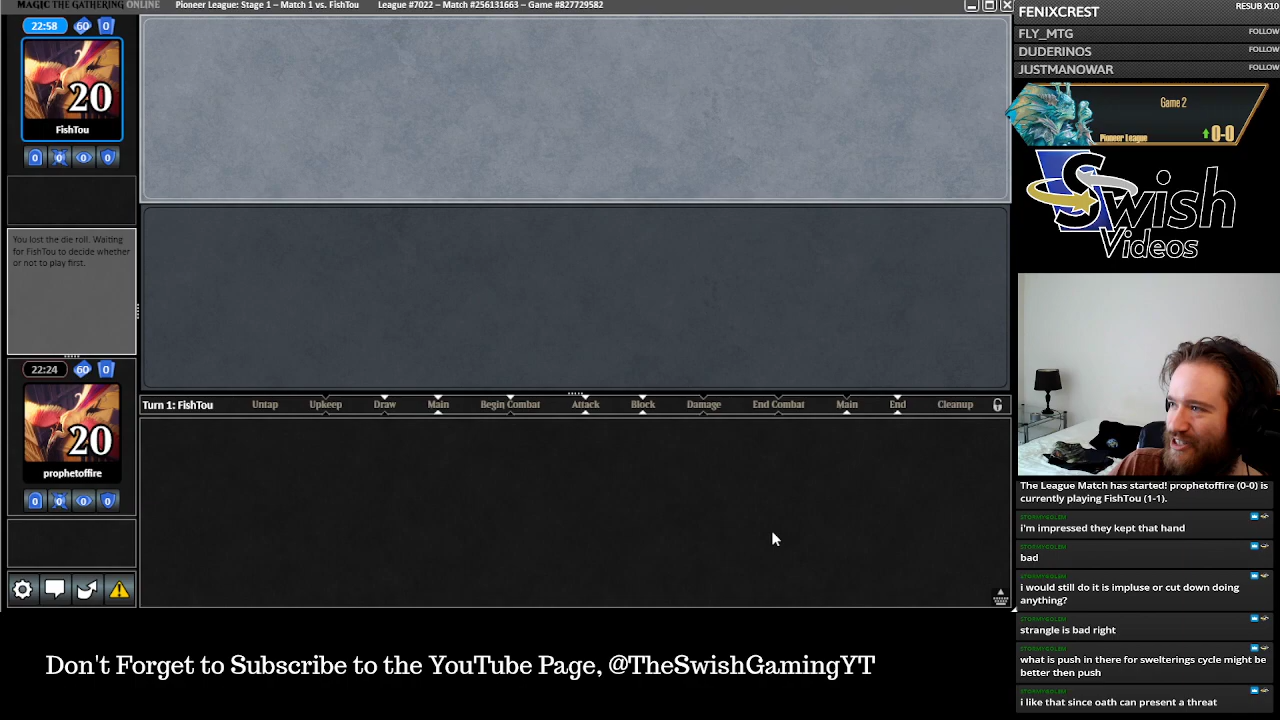 MAGIC THE GATHERING ONLINE
Pioneer League: Stage 1 – Match 1 vs. FishTou League #7022 – Match #256131663 – Game #827729582
22:58 60 0
20
FishTou
0 0 0 0
You lost the die roll. Waiting
for FishTou to decide whether
or not to play first.
22:24 60 0
20
prophetoffire
0 0 0 0
Turn 1: FishTou Untap Upkeep Draw Main Begin Combat Attack Block Damage End Combat Main End Cleanup
Don't Forget to Subscribe to the YouTube Page, @TheSwishGamingYT
FENIXCREST RESUB X10
FLY_MTG FOLLOW
DUDERINOS FOLLOW
JUSTMANOWAR FOLLOW
Game 2
Pioneer League 0-0
Swish
Videos
The League Match has started! prophetoffire (0-0) is
currently playing FishTou (1-1).
STORMYGOLEM
i'm impressed they kept that hand
STORMYGOLEM
bad
STORMYGOLEM
i would still do it is impluse or cut down doing
anything?
STORMYGOLEM
strangle is bad right
STORMYGOLEM
what is push in there for swelterings cycle might be
better then push
STORMYGOLEM
i like that since oath can present a threat